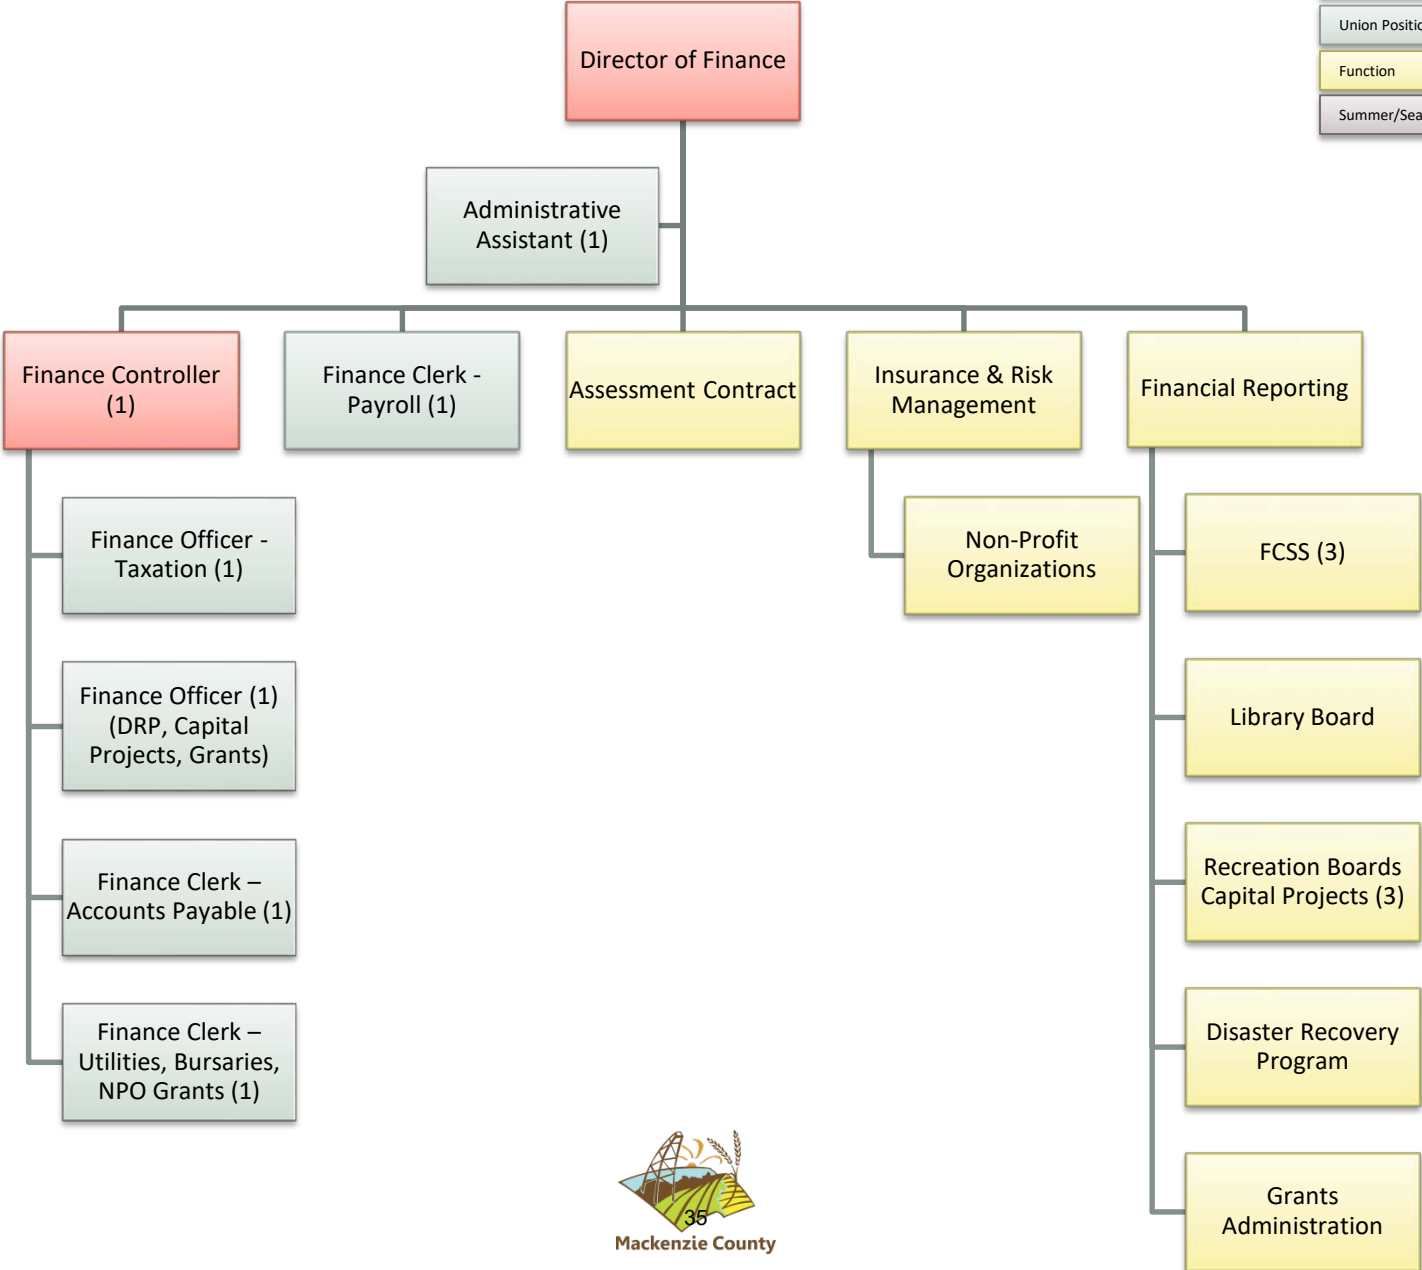 Director of Finance
Union Positio
Function
Summer/Sea
Administrative
Assistant (1)
Finance Controller
(1)
Finance Clerk -
Payroll (1)
Assessment Contract
Insurance & Risk
Management
Financial Reporting
Finance Officer -
Taxation (1)
Finance Officer (1)
(DRP, Capital
Projects, Grants)
Finance Clerk –
Accounts Payable (1)
Finance Clerk –
Utilities, Bursaries,
NPO Grants (1)
Non-Profit
Organizations
FCSS (3)
Library Board
Recreation Boards
Capital Projects (3)
Disaster Recovery
Program
Grants
Administration
35
Mackenzie County